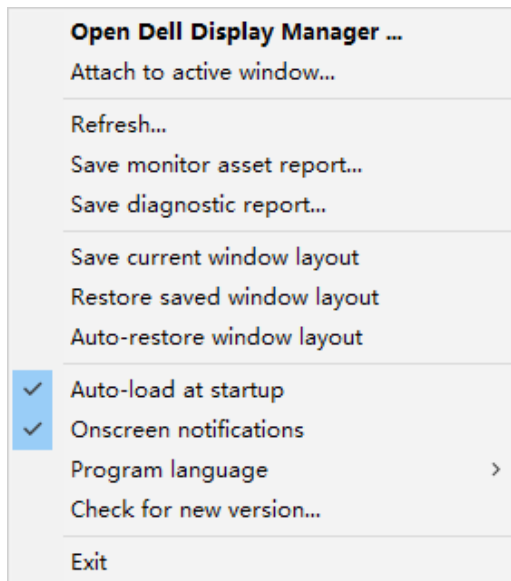 Open Dell Display Manager ...
Attach to active window...
Refresh...
Save monitor asset report...
Save diagnostic report...
Save current window layout
Restore saved window layout
Auto-restore window layout
Auto-load at startup
Onscreen notifications
Program language
Check for new version...
Exit